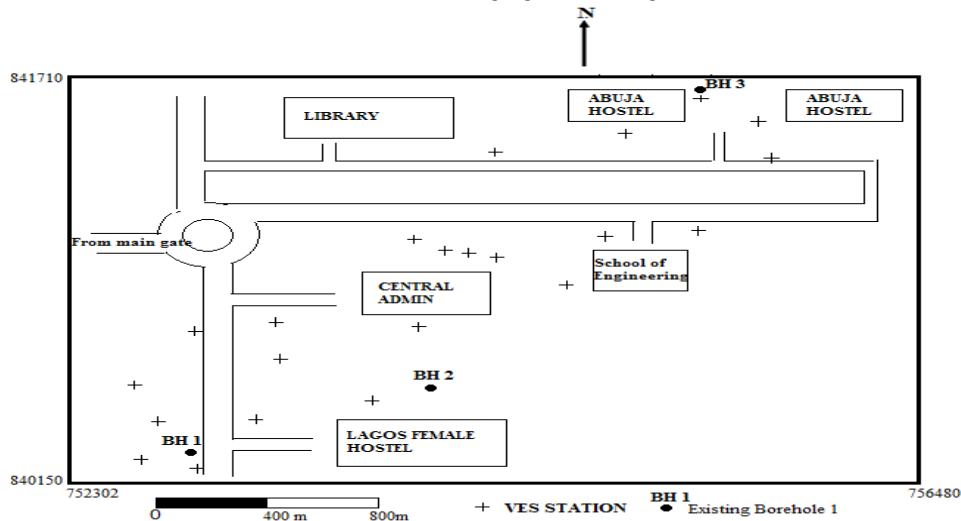 N
841710
BH 3
ABUJA
HOSTEL
ABUJA
HOSTEL
LIBRARY
From main gate
School of
Engineering
CENTRAL
ADMIN
BH 2
BH 1
LAGOS FEMALE
HOSTEL
840150
752302
756480
0
400 m
800m
VES STATION
BH 1
Existing Borehole 1